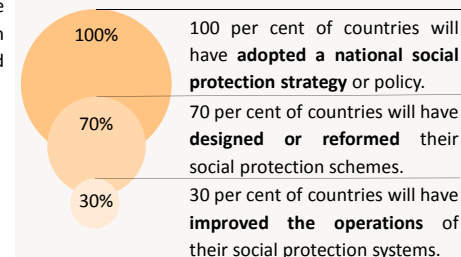 100%
100 per cent of countries will
have adopted a national social
protection strategy or policy.
70%
70 per cent of countries will have
designed or reformed their
social protection schemes.
30%
30 per cent of countries will have
improved the operations of
their social protection systems.